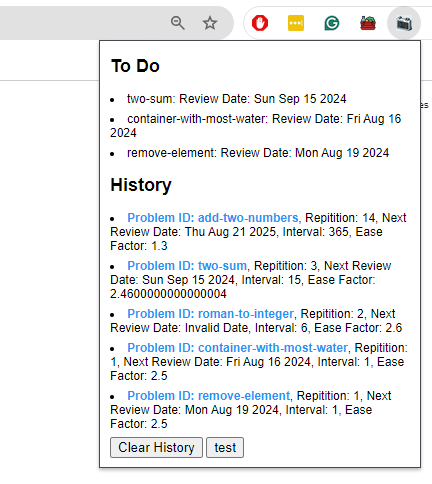 es
To Do
two-sum: Review Date: Sun Sep 15 2024
container-with-most-water: Review Date: Fri Aug 16
2024
remove-element: Review Date: Mon Aug 19 2024
History
Problem ID: add-two-numbers, Repitition: 14, Next
Review Date: Thu Aug 21 2025, Interval: 365, Ease
Factor: 1.3
Problem ID: two-sum, Repitition: 3, Next Review
Date: Sun Sep 15 2024, Interval: 15, Ease Factor:
2.4600000000000004
Problem ID: roman-to-integer, Repitition: 2, Next
Review Date: Invalid Date, Interval: 6, Ease Factor: 2.6
Problem ID: container-with-most-water, Repitition:
1, Next Review Date: Fri Aug 16 2024, Interval: 1, Ease
Factor: 2.5
Problem ID: remove-element, Repitition: 1, Next
Review Date: Mon Aug 19 2024, Interval: 1, Ease
Factor: 2.5
Clear History test